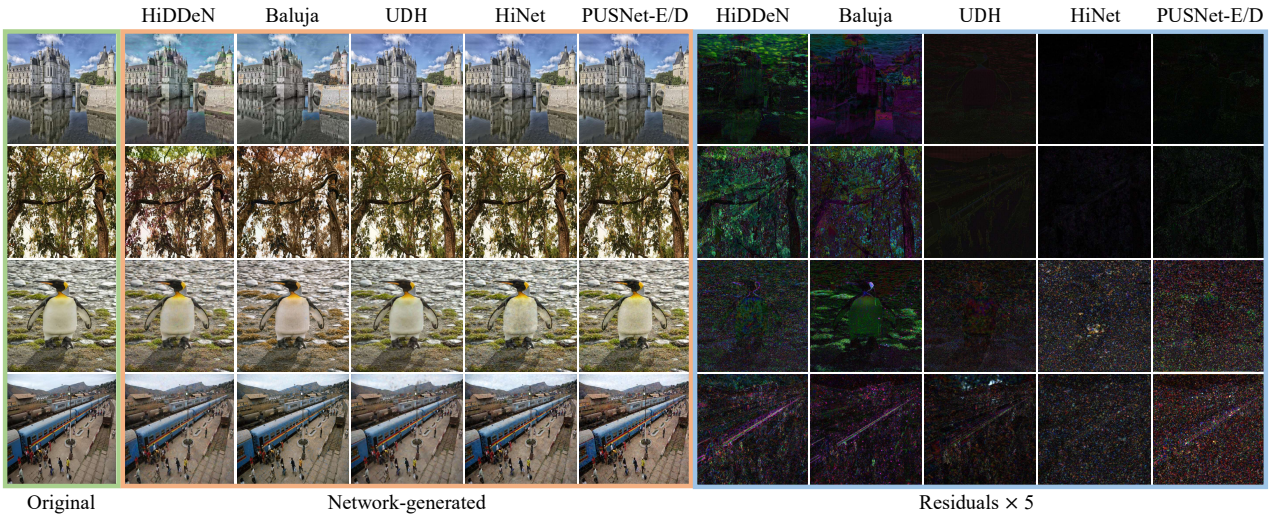 HiDDeN Baluja UDH HiNet PUSNet-E/D HiDDeN Baluja UDH HiNet PUSNet-E/D
Original Network-generated Residuals × 5